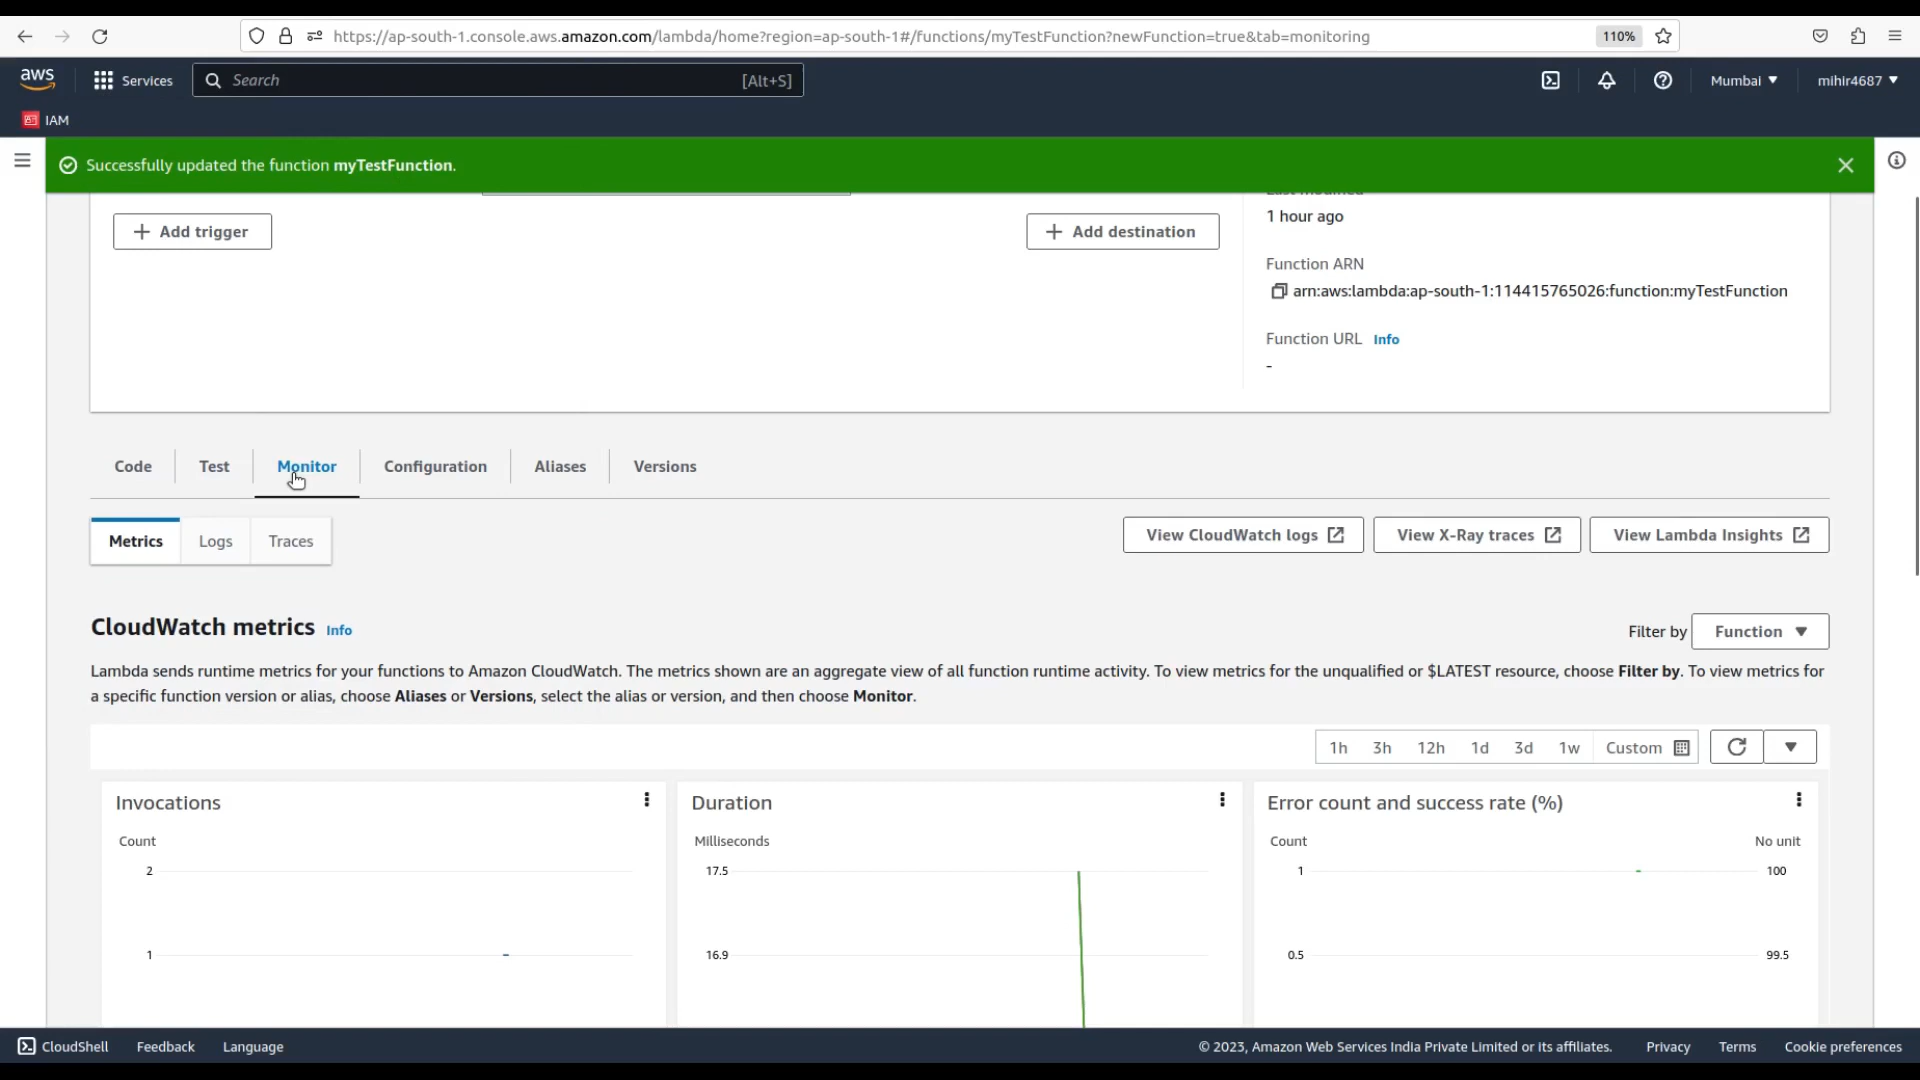 https://ap-south-1.console.aws.amazon.com/lambda/home?region=ap-south-1#/functions/myTestFunction?newFunction=true&tab=monitoring
110%
aws
Services
Search
[Alt+S]
Mumbai
mihir4687
IAM
Successfully updated the function myTestFunction.
Last modified
1 hour ago
Add trigger
Add destination
Function ARN
arn:aws:lambda:ap-south-1:114415765026:function:myTestFunction
Function URL Info
-
Code
Test
Monitor
Configuration
Aliases
Versions
Metrics
Logs
Traces
View CloudWatch logs
View X-Ray traces
View Lambda Insights
CloudWatch metrics Info
Filter by
Function
Lambda sends runtime metrics for your functions to Amazon CloudWatch. The metrics shown are an aggregate view of all function runtime activity. To view metrics for the unqualified or $LATEST resource, choose Filter by. To view metrics for
a specific function version or alias, choose Aliases or Versions, select the alias or version, and then choose Monitor.
1h
3h
12h
1d
3d
1w
Custom
Invocations
Count
2
1
Duration
Milliseconds
17.5
16.9
Error count and success rate (%)
Count
No unit
1
100
0.5
99.5
CloudShell
Feedback
Language
© 2023, Amazon Web Services India Private Limited or its affiliates.
Privacy
Terms
Cookie preferences